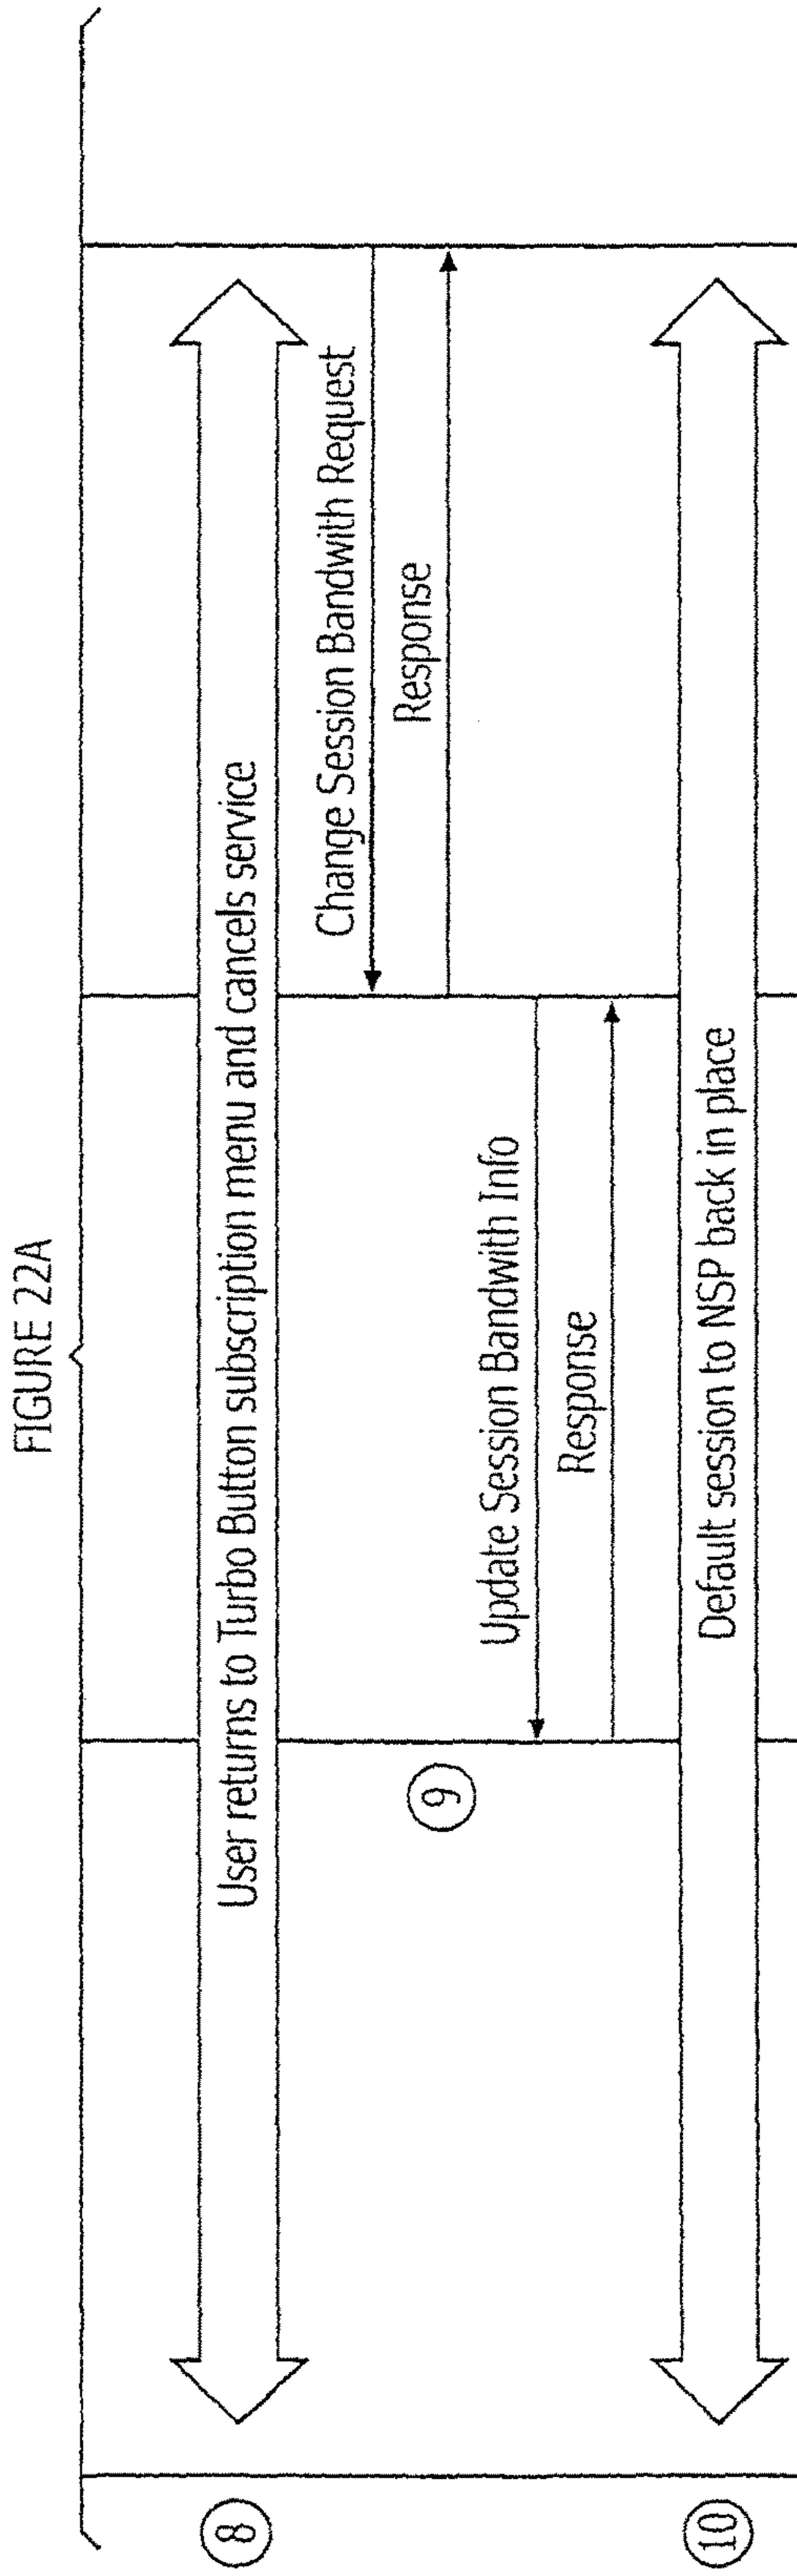 FIGURE 22A
8
User returns to Turbo Button subscription menu and cancels service
Change Session Bandwith Request
Response
9
Update Session Bandwith Info
Response
10
Default session to NSP back in place